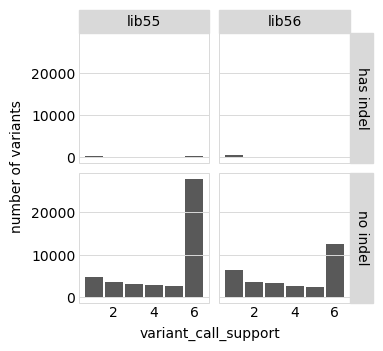 lib55
lib56
20000
10000
0
has indel
20000
10000
0
no indel
2
4
6
2
4
6
number of variants
variant_call_support